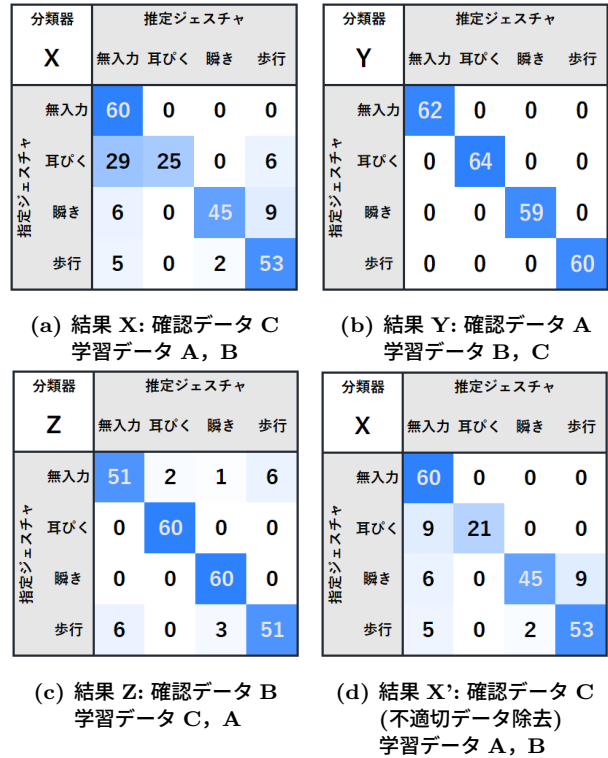 分類器 推定ジェスチャ
X 無入力 耳ぴく 瞬き 歩行
指定ジェスチャ
無入力 60 0 0 0
耳ぴく 29 25 0 6
瞬き 6 0 45 9
歩行 5 0 2 53
(a) 結果 X: 確認データ C
学習データ A，B
分類器 推定ジェスチャ
Y 無入力 耳ぴく 瞬き 歩行
指定ジェスチャ
無入力 62 0 0 0
耳ぴく 0 64 0 0
瞬き 0 0 59 0
歩行 0 0 0 60
(b) 結果 Y: 確認データ A
学習データ B，C
分類器 推定ジェスチャ
Z 無入力 耳ぴく 瞬き 歩行
指定ジェスチャ
無入力 51 2 1 6
耳ぴく 0 60 0 0
瞬き 0 0 60 0
歩行 6 0 3 51
(c) 結果 Z: 確認データ B
学習データ C，A
分類器 推定ジェスチャ
X 無入力 耳ぴく 瞬き 歩行
指定ジェスチャ
無入力 60 0 0 0
耳ぴく 9 21 0 0
瞬き 6 0 45 9
歩行 5 0 2 53
(d) 結果 X’: 確認データ C
(不適切データ除去)
学習データ A，B